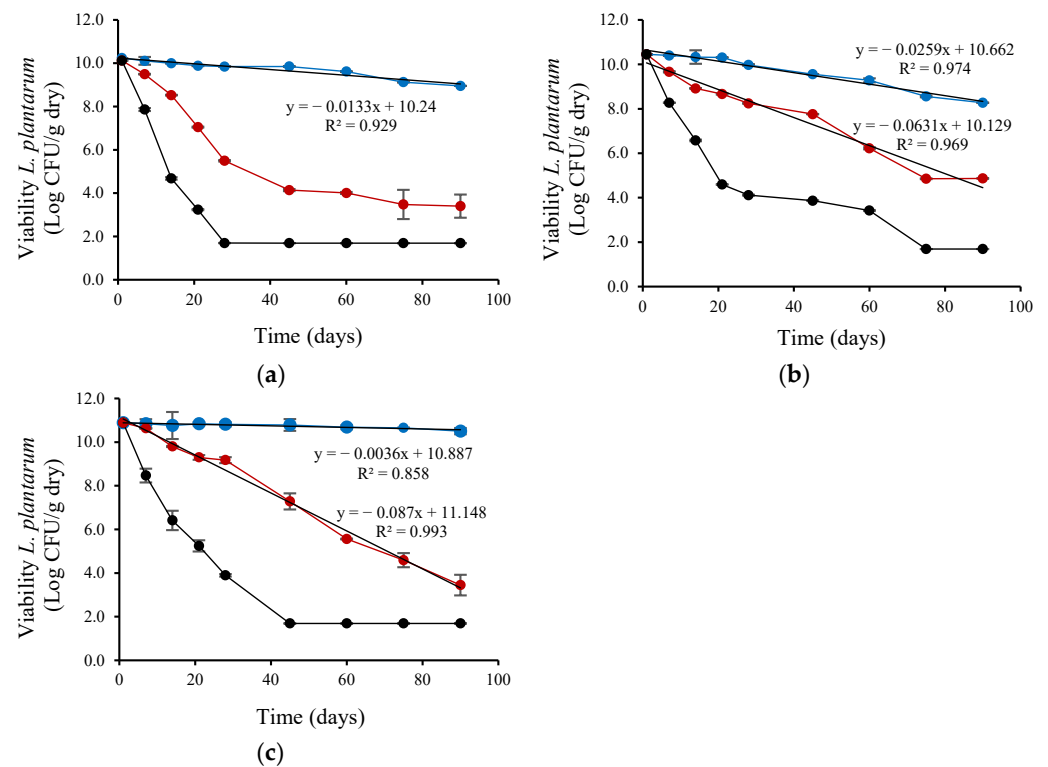 12.0
10.0
8.0
6.0
4.0
2.0
0.0
0
20
40
60
80
100
Viability L. plantarum
(Log CFU/g dry)
y = − 0.0133x + 10.24
R² = 0.929
Time (days)
(a)
12.0
10.0
8.0
6.0
4.0
2.0
0.0
0
20
40
60
80
100
Viability L. plantarum
(Log CFU/g dry)
y = − 0.0259x + 10.662
R² = 0.974
y = − 0.0631x + 10.129
R² = 0.969
Time (days)
(b)
12.0
10.0
8.0
6.0
4.0
2.0
0.0
0
20
40
60
80
100
Viability L. plantarum
(Log CFU/g dry)
y = − 0.0036x + 10.887
R² = 0.858
y = − 0.087x + 11.148
R² = 0.993
Time (days)
(c)